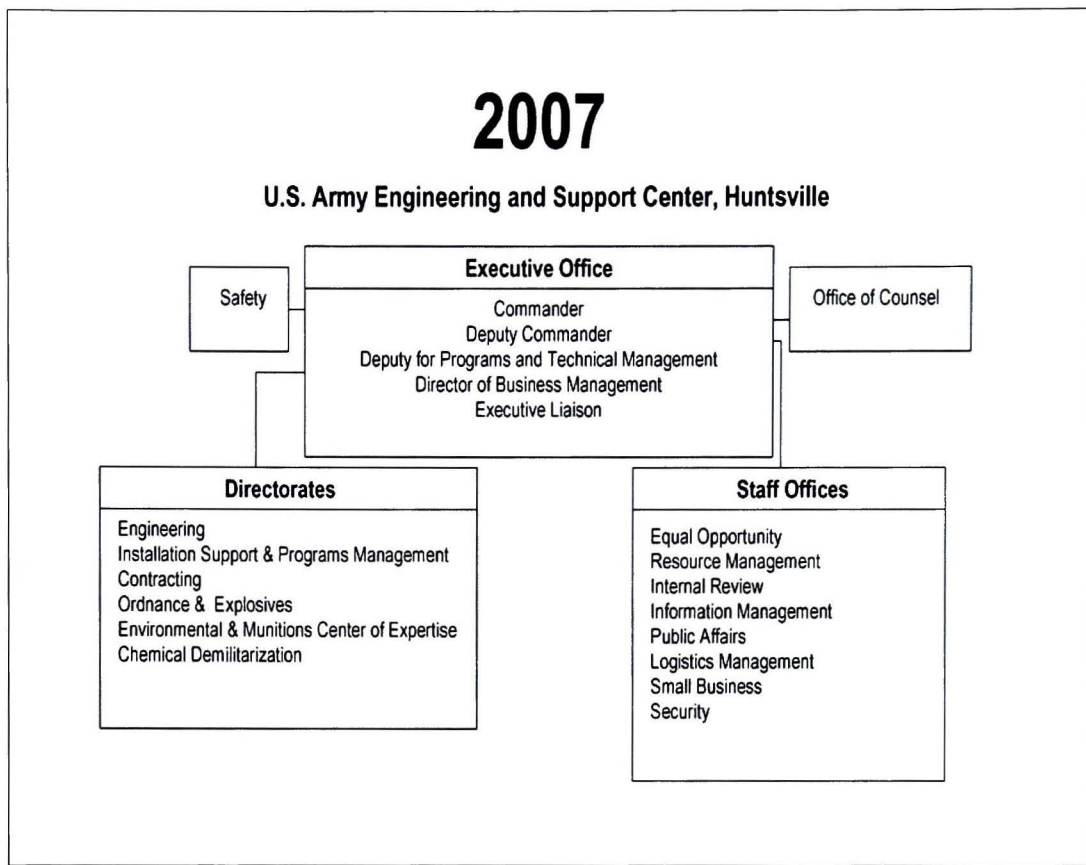 2007
U.S. Army Engineering and Support Center, Huntsville
Safety
Executive Office
Commander
Deputy Commander
Deputy for Programs and Technical Management
Director of Business Management
Executive Liaison
Office of Counsel
Directorates
Engineering
Installation Support & Programs Management
Contracting
Ordnance & Explosives
Environmental & Munitions Center of Expertise
Chemical Demilitarization
Staff Offices
Equal Opportunity
Resource Management
Internal Review
Information Management
Public Affairs
Logistics Management
Small Business
Security